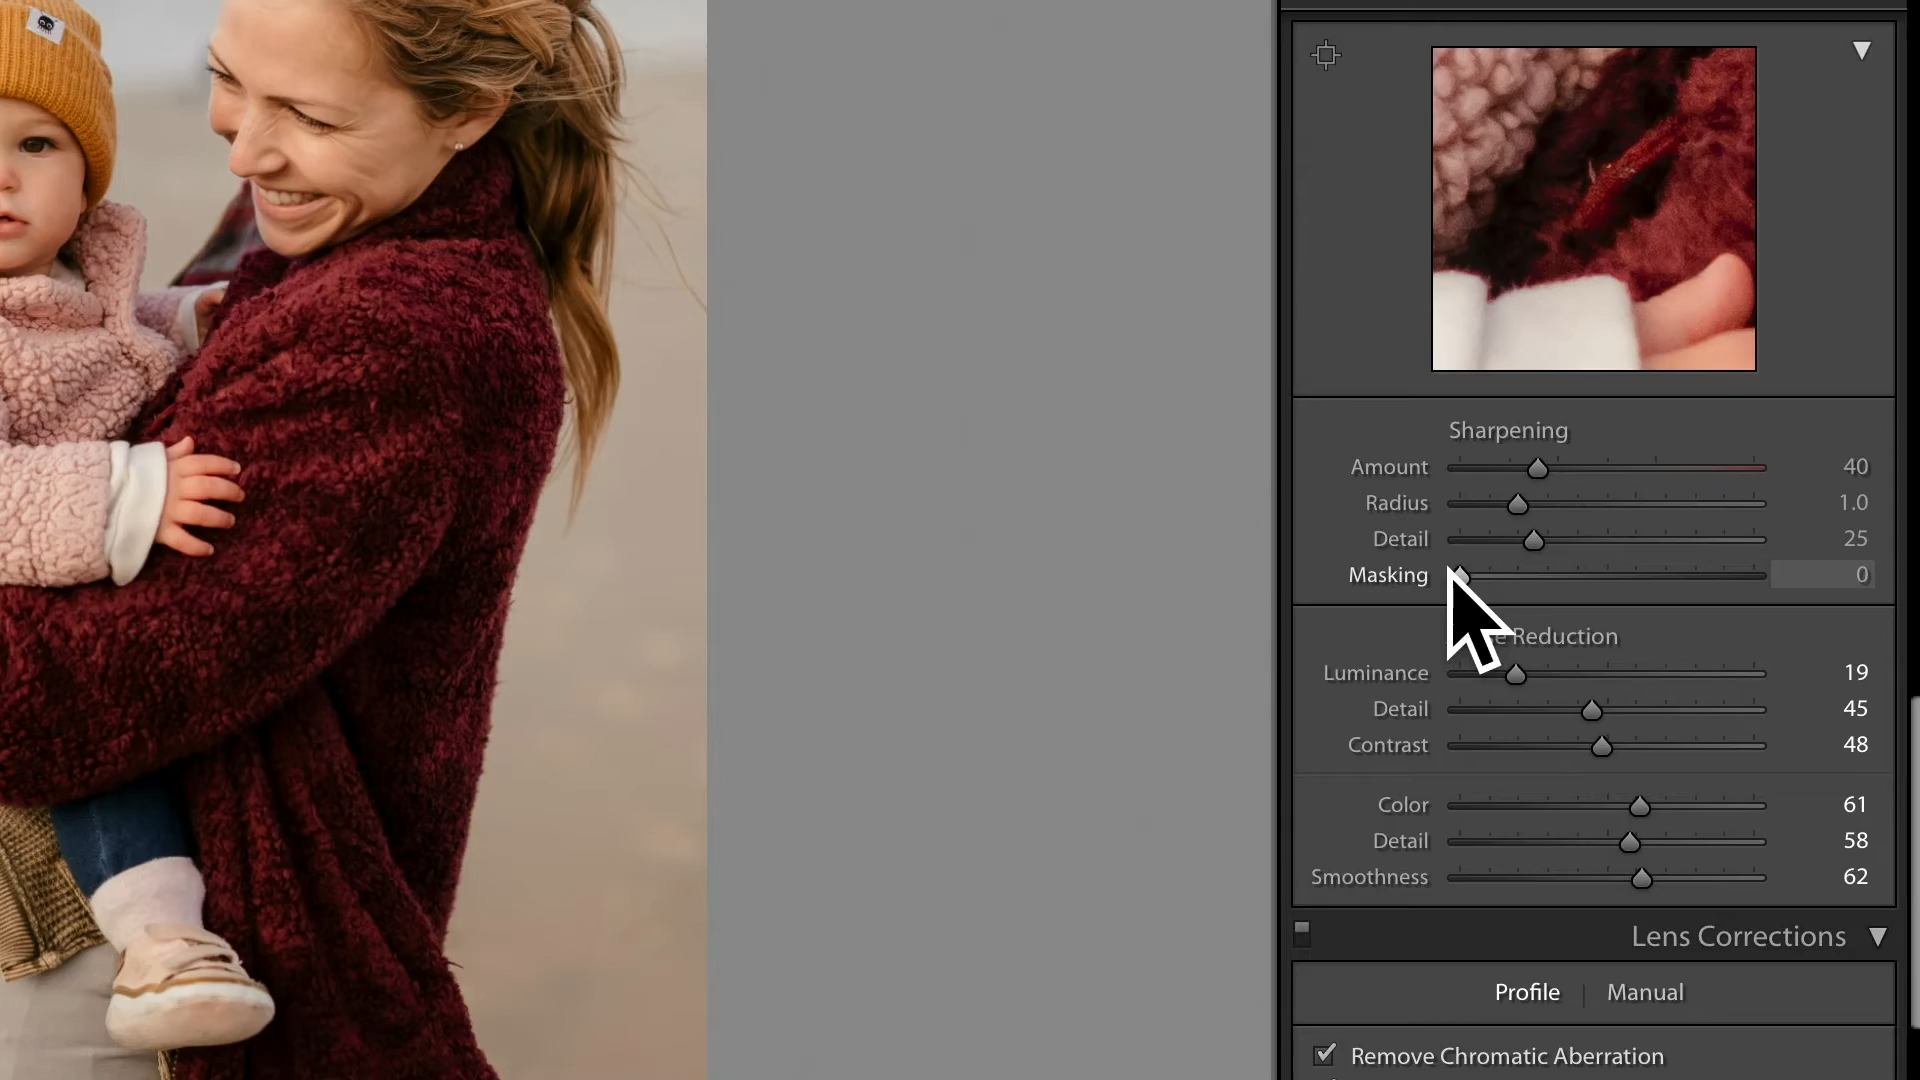 Sharpening
Amount 40
Radius 1.0
Detail 25
Masking 0
e Reduction
Luminance 19
Detail 45
Contrast 48
Color 61
Detail 58
Smoothness 62
Lens Corrections
Profile | Manual
Remove Chromatic Aberration